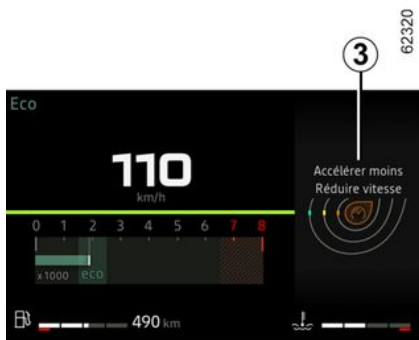 62320
3
Eco
110
km/h
Accélérer moins
Réduire vitesse
0 1 2 3 4 5 6 7 8
x1000 eco
490 km